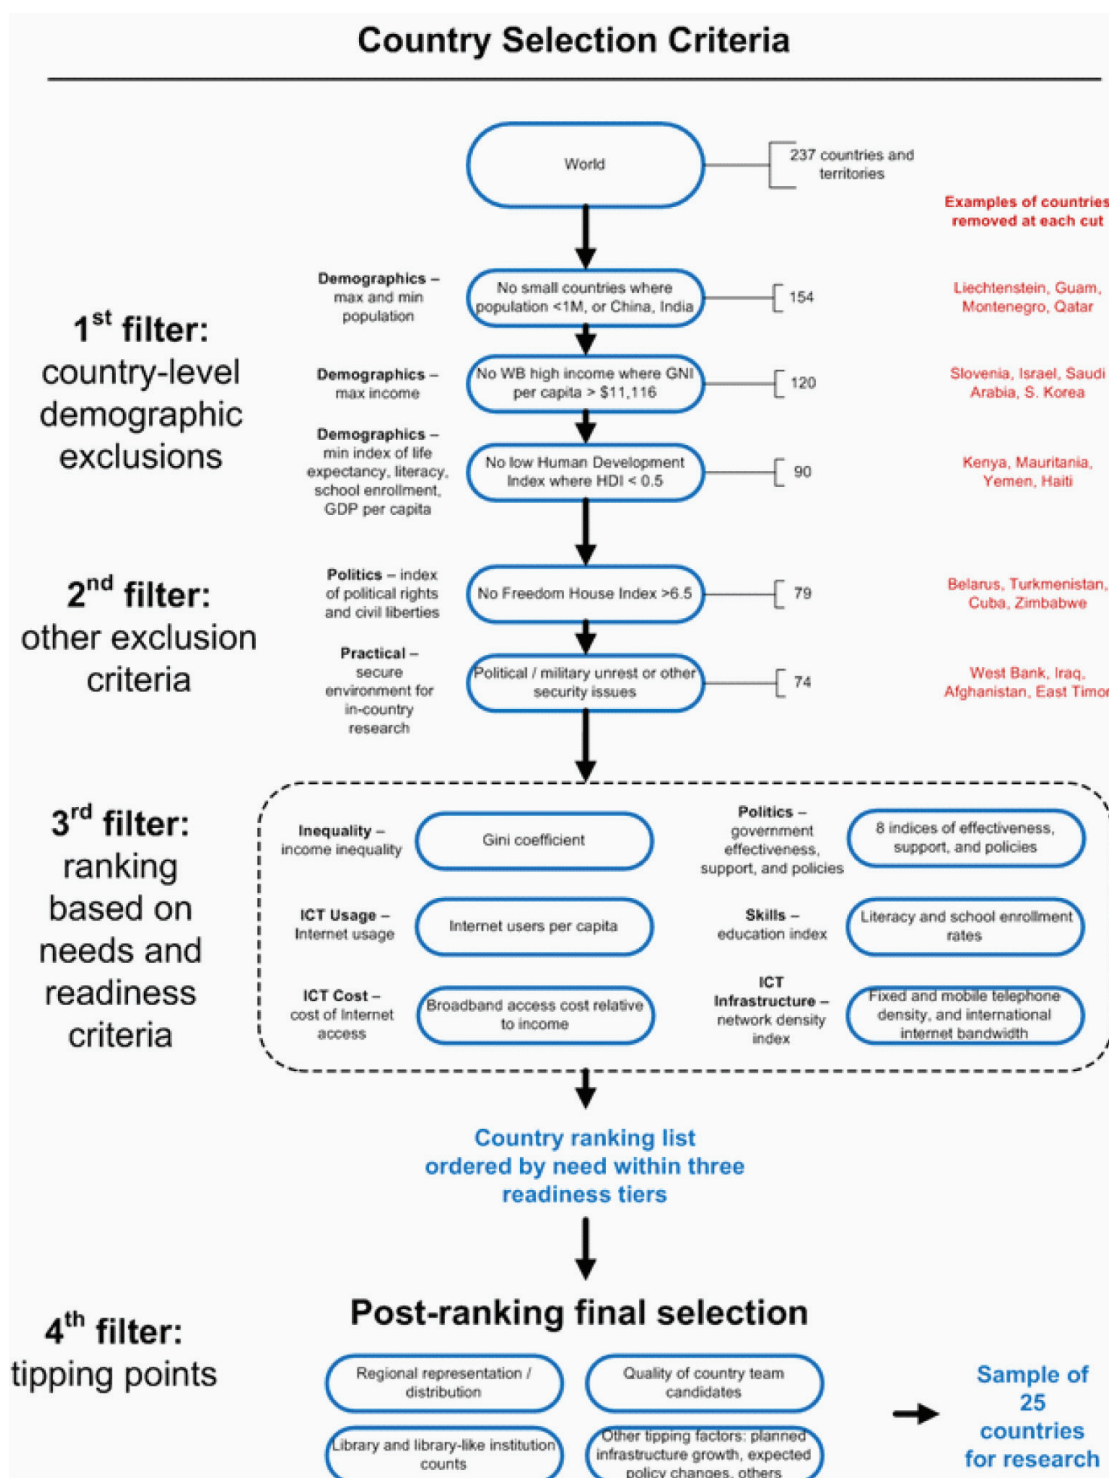 Country Selection Criteria
World
237 countries and
territories
Examples of countries
removed at each cut
1st filter:
country-level
demographic
exclusions
Demographics –
max and min
population
No small countries where
population <1M, or China, India
154
Liechtenstein, Guam,
Montenegro, Qatar
Demographics –
max income
No WB high income where GNI
per capita > $11,116
120
Slovenia, Israel, Saudi
Arabia, S. Korea
Demographics –
min index of life
expectancy, literacy,
school enrollment,
GDP per capita
No low Human Development
Index where HDI < 0.5
90
Kenya, Mauritania,
Yemen, Haiti
2nd filter:
other exclusion
criteria
Politics – index
of political rights
and civil liberties
No Freedom House Index >6.5
79
Belarus, Turkmenistan,
Cuba, Zimbabwe
Practical –
secure
environment for
in-country
research
Political / military unrest or other
security issues
74
West Bank, Iraq,
Afghanistan, East Timor
3rd filter:
ranking
based on
needs and
readiness
criteria
Inequality –
income inequality
Gini coefficient
Politics –
government
effectiveness,
support, and policies
8 indices of effectiveness,
support, and policies
ICT Usage –
Internet usage
Internet users per capita
Skills –
education index
Literacy and school enrollment
rates
ICT Cost –
cost of Internet
access
Broadband access cost relative
to income
ICT
Infrastructure –
network density
index
Fixed and mobile telephone
density, and international
internet bandwidth
Country ranking list
ordered by need within three
readiness tiers
4th filter:
tipping points
Post-ranking final selection
Regional representation /
distribution
Quality of country team
candidates
Library and library-like institution
counts
Other tipping factors: planned
infrastructure growth, expected
policy changes, others
Sample of
25
countries
for research